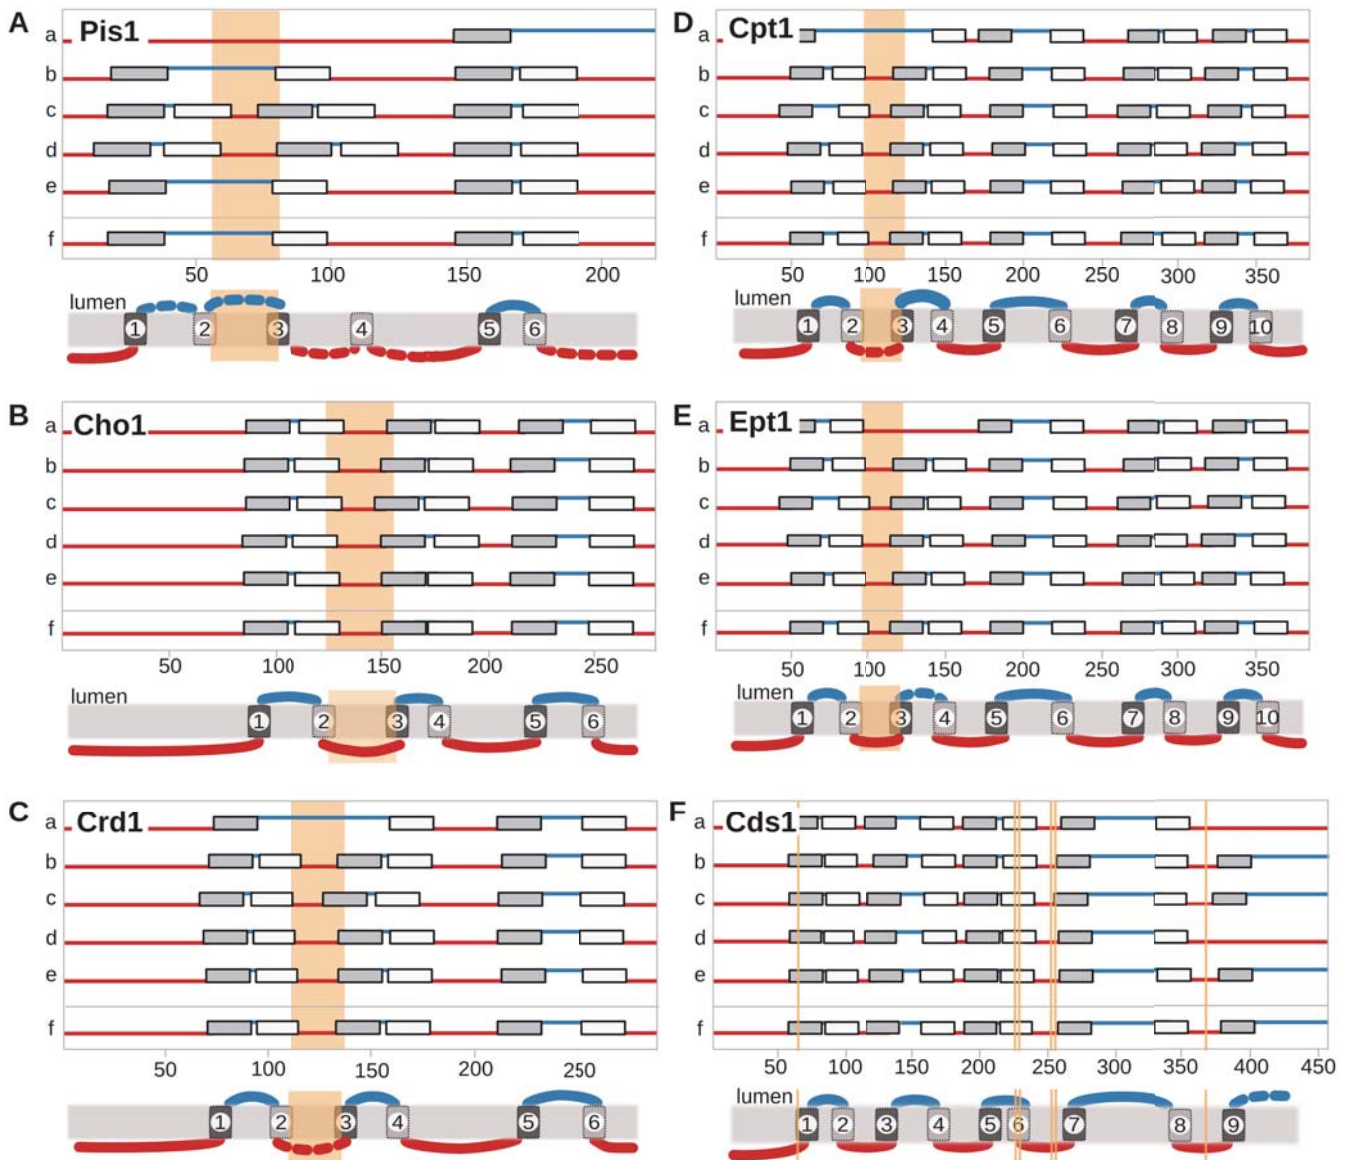 A Pis1
a
b
c
d
e
f
50 100 150 200
lumen
1 2 3 4 5 6
B Cho1
a
b
c
d
e
f
50 100 150 200 250
lumen
1 2 3 4 5 6
C Crd1
a
b
c
d
e
f
50 100 150 200 250
lumen
1 2 3 4 5 6
D Cpt1
a
b
c
d
e
f
50 100 150 200 250 300 350
lumen
1 2 3 4 5 6 7 8 9 10
E Ept1
a
b
c
d
e
f
50 100 150 200 250 300 350
lumen
1 2 3 4 5 6 7 8 9 10
F Cds1
a
b
c
d
e
f
50 100 150 200 250 300 350 400 450
lumen
1 2 3 4 5 6 7 8 9